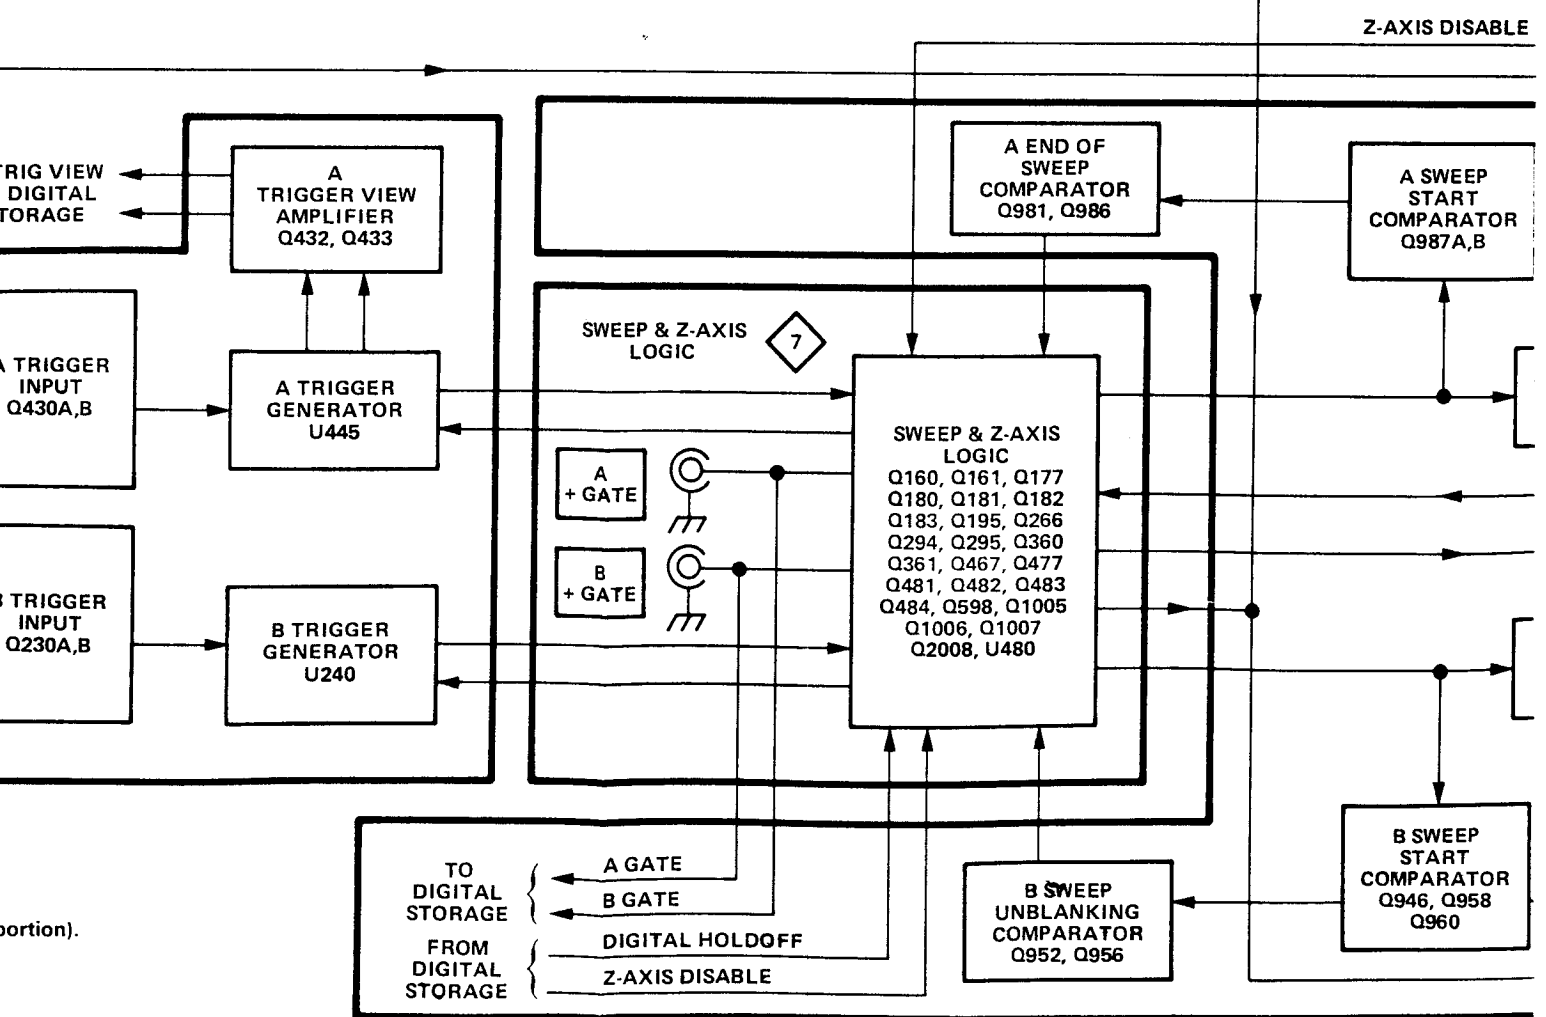 Z-AXIS DISABLE
TRIG VIEW
DIGITAL
STORAGE
A
TRIGGER VIEW
AMPLIFIER
Q432, Q433
A END OF
SWEEP
COMPARATOR
Q981, Q986
A SWEEP
START
COMPARATOR
Q987A,B
A TRIGGER
INPUT
Q430A,B
A TRIGGER
GENERATOR
U445
SWEEP & Z-AXIS
LOGIC
7
A
+ GATE
B
+ GATE
SWEEP & Z-AXIS
LOGIC
Q160, Q161, Q177
Q180, Q181, Q182
Q183, Q195, Q266
Q294, Q295, Q360
Q361, Q467, Q477
Q481, Q482, Q483
Q484, Q598, Q1005
Q1006, Q1007
Q2008, U480
B TRIGGER
INPUT
Q230A,B
B TRIGGER
GENERATOR
U240
B SWEEP
START
COMPARATOR
Q946, Q958
Q960
B SWEEP
UNBLANKING
COMPARATOR
Q952, Q956
TO
DIGITAL
STORAGE
A GATE
B GATE
FROM
DIGITAL
STORAGE
DIGITAL HOLDOFF
Z-AXIS DISABLE
portion).